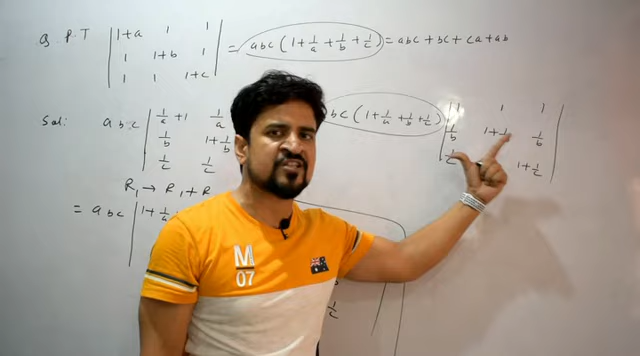 Q. P.T | 1+a 1 1 | = abc ( 1 + 1/a + 1/b + 1/c ) = abc + bc + ca + ab
1 1+b 1
1 1 1+c
Sol: abc | 1/a + 1 1/a bc ( 1 + 1/a + 1/b + 1/c ) | 1 1 1 |
1/b 1+1/b 1/b 1+1 1/b
1/c 1/c 1+1/c
R₁ → R₁ + R
= abc | 1 + 1/a
M
07